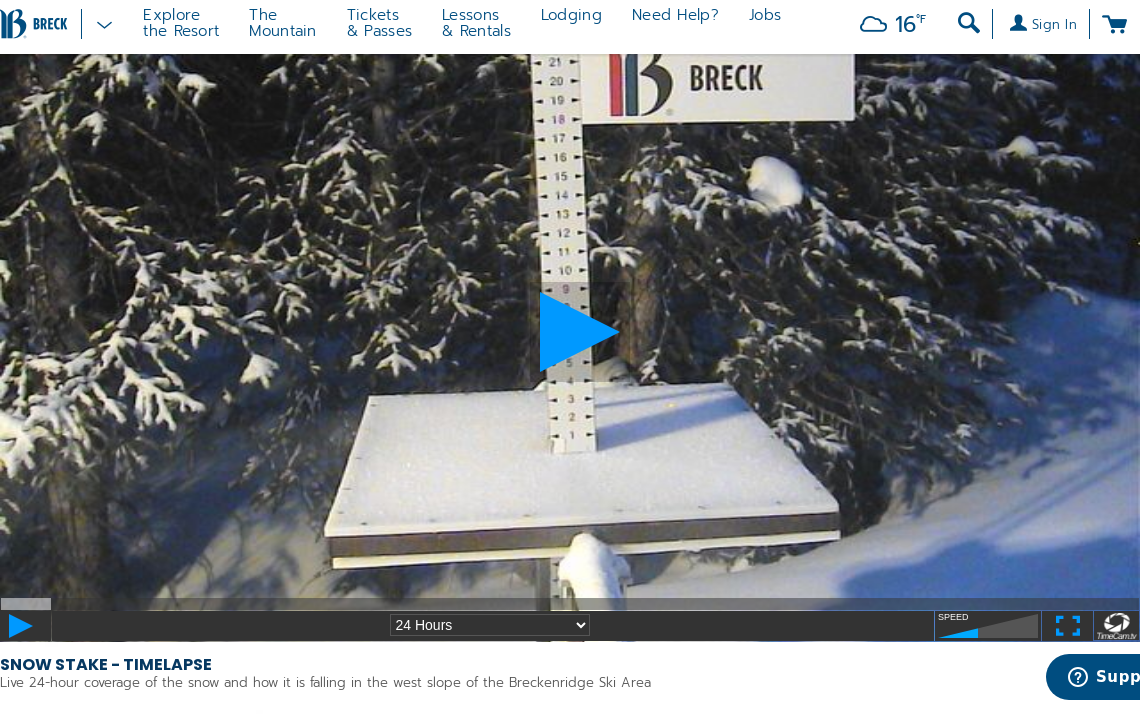 BRECK
Explore
the Resort
The
Mountain
Tickets
& Passes
Lessons
& Rentals
Lodging
Need Help?
Jobs
16°F
Sign In
21
20
19
18
17
16
15
14
13
12
11
10
9
5
4
3
2
1
BRECK
24 Hours
SPEED
TimeCam.tv
SNOW STAKE - TIMELAPSE
Live 24-hour coverage of the snow and how it is falling in the west slope of the Breckenridge Ski Area
Supp